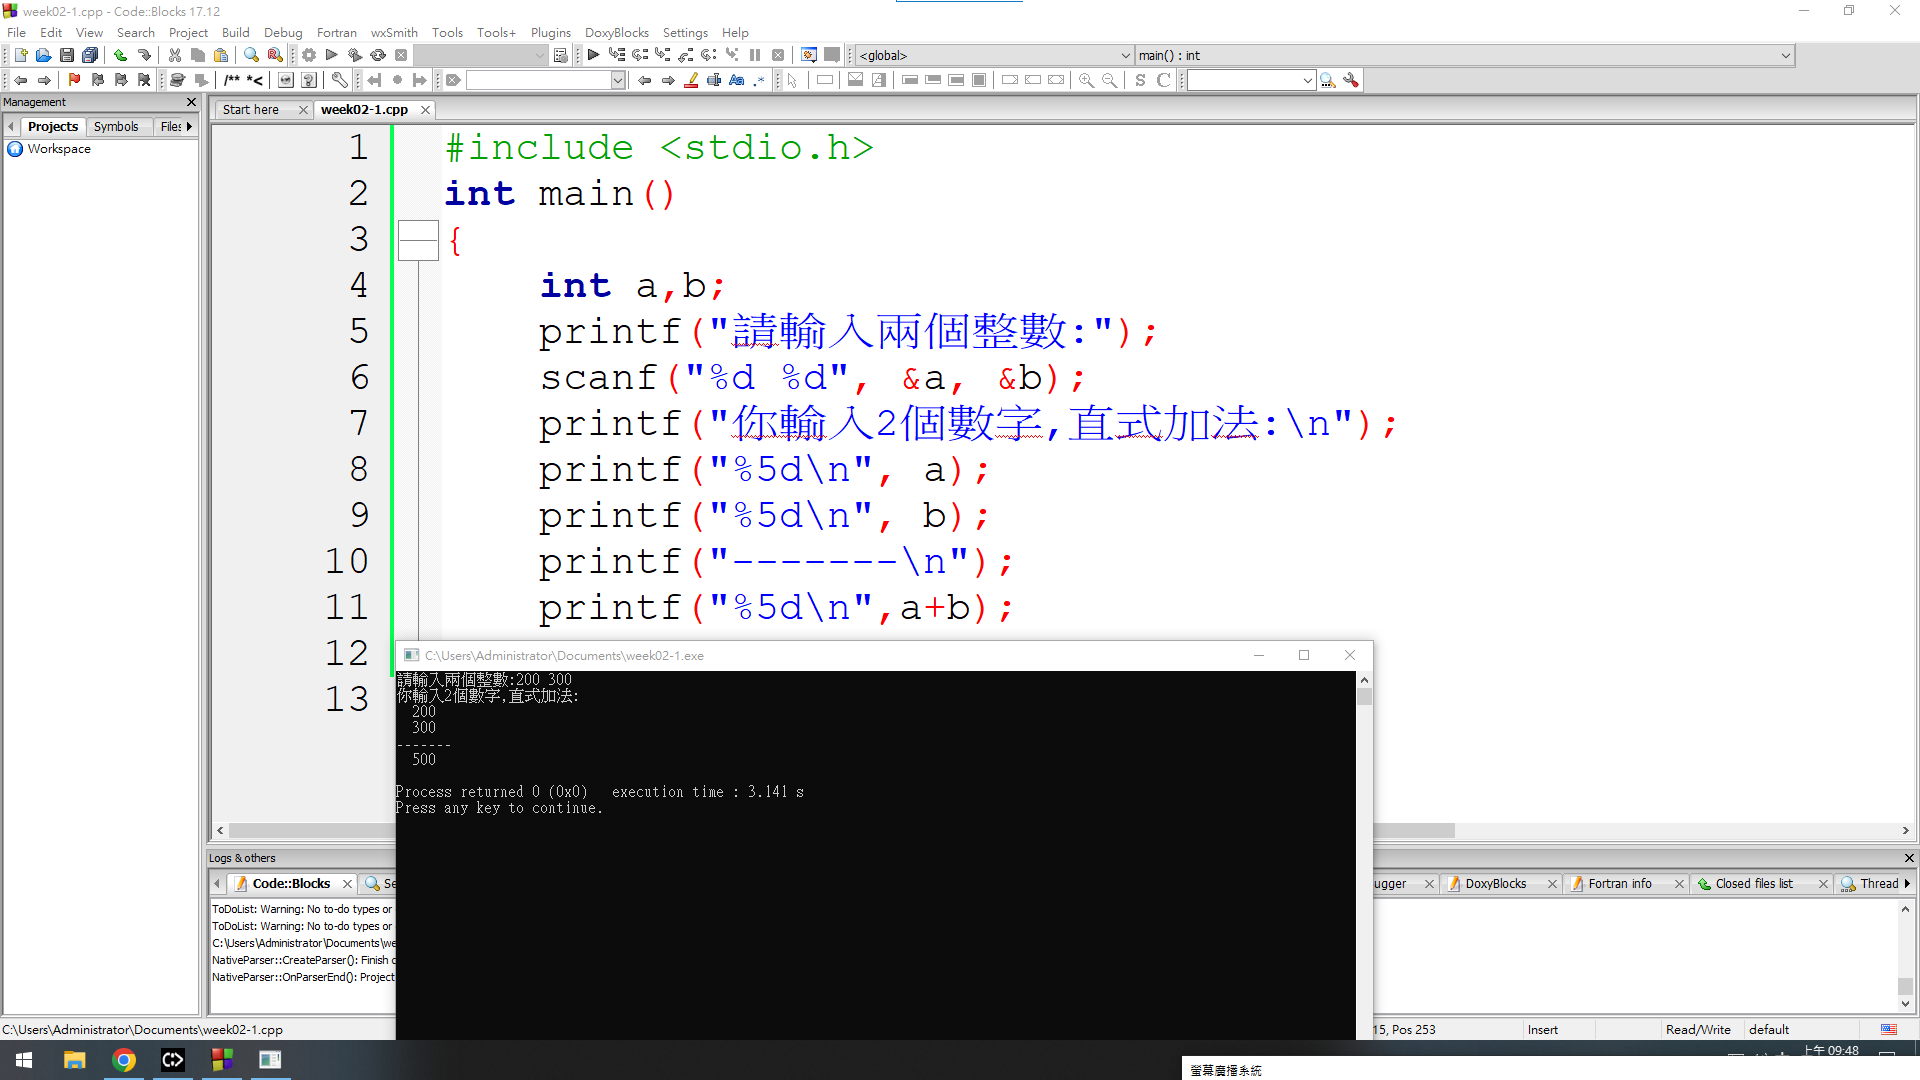 week02-1.cpp - Code::Blocks 17.12
File Edit View Search Project Build Debug Fortran wxSmith Tools Tools+ Plugins DoxyBlocks Settings Help
<global> main() : int
/** *< Aa .* S C
Management
Projects Symbols Files
Workspace
Start here week02-1.cpp
1 #include <stdio.h>
2 int main()
3 {
4 int a,b;
5 printf("請輸入兩個整數:");
6 scanf("%d %d", &a, &b);
7 printf("你輸入2個數字,直式加法:\n");
8 printf("%5d\n", a);
9 printf("%5d\n", b);
10 printf("-------\n");
11 printf("%5d\n",a+b);
12
13
C:\Users\Administrator\Documents\week02-1.exe
請輸入兩個整數:200 300
你輸入2個數字,直式加法:
200
300
-------
500
Process returned 0 (0x0) execution time : 3.141 s
Press any key to continue.
Logs & others
Code::Blocks Se ugger DoxyBlocks Fortran info Closed files list Thread
ToDoList: Warning: No to-do types or
ToDoList: Warning: No to-do types or
C:\Users\Administrator\Documents\we
NativeParser::CreateParser(): Finish c
NativeParser::OnParserEnd(): Project
C:\Users\Administrator\Documents\week02-1.cpp 15, Pos 253 Insert Read/Write default
上午 09:48
螢幕廣播系統